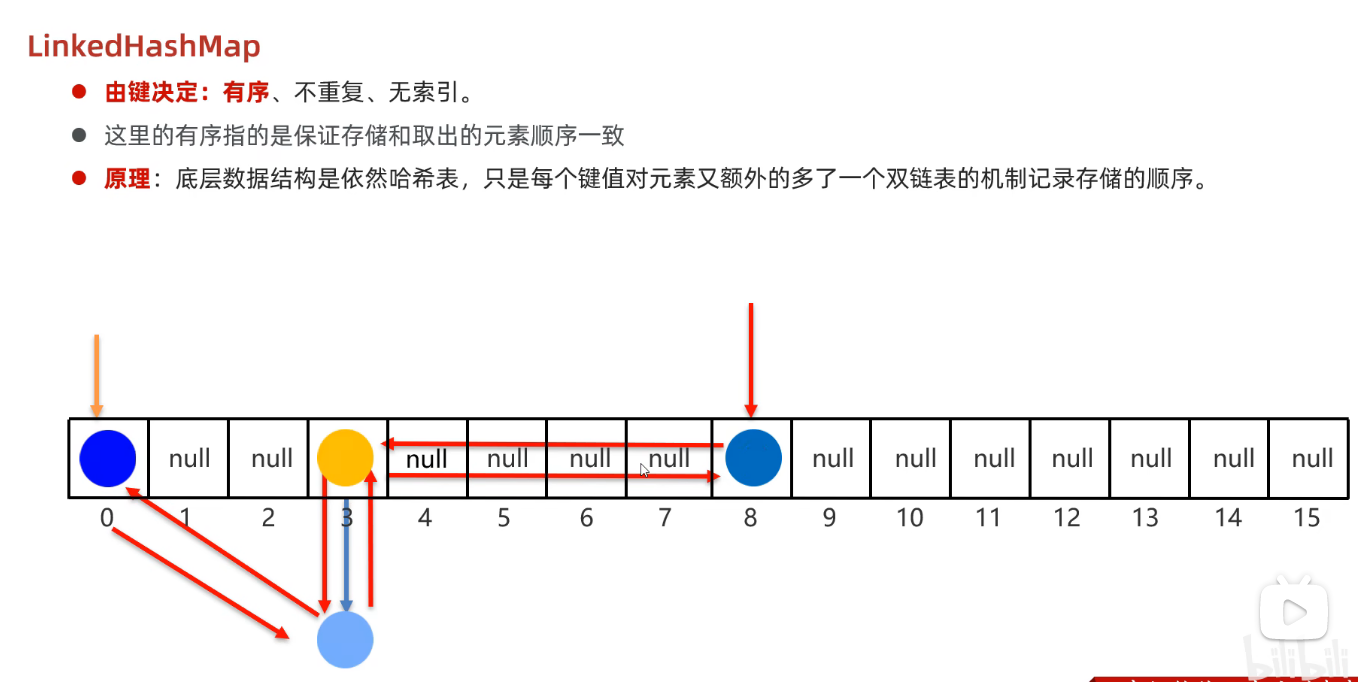 LinkedHashMap
由键决定：有序、不重复、无索引。
这里的有序指的是保证存储和取出的元素顺序一致
原理：底层数据结构是依然哈希表，只是每个键值对元素又额外的多了一个双链表的机制记录存储的顺序。
null null null null null null null null null null null null null
0 1 2 3 4 5 6 7 8 9 10 11 12 13 14 15
bilibili